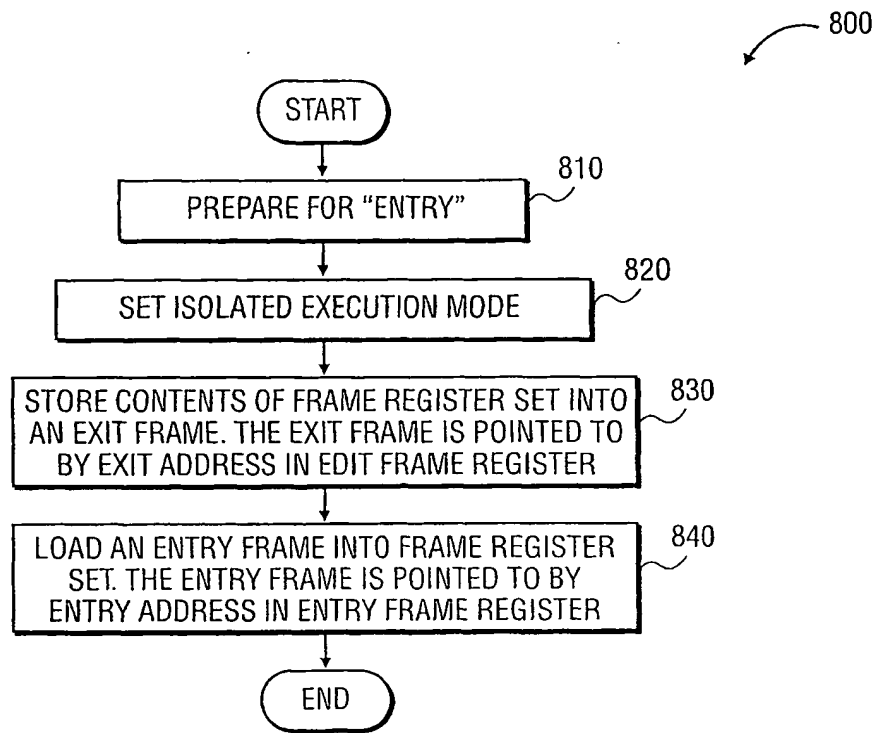 800
START
810
PREPARE FOR “ENTRY”
820
SET ISOLATED EXECUTION MODE
830
STORE CONTENTS OF FRAME REGISTER SET INTO
AN EXIT FRAME. THE EXIT FRAME IS POINTED TO
BY EXIT ADDRESS IN EDIT FRAME REGISTER
840
LOAD AN ENTRY FRAME INTO FRAME REGISTER
SET. THE ENTRY FRAME IS POINTED TO BY
ENTRY ADDRESS IN ENTRY FRAME REGISTER
END